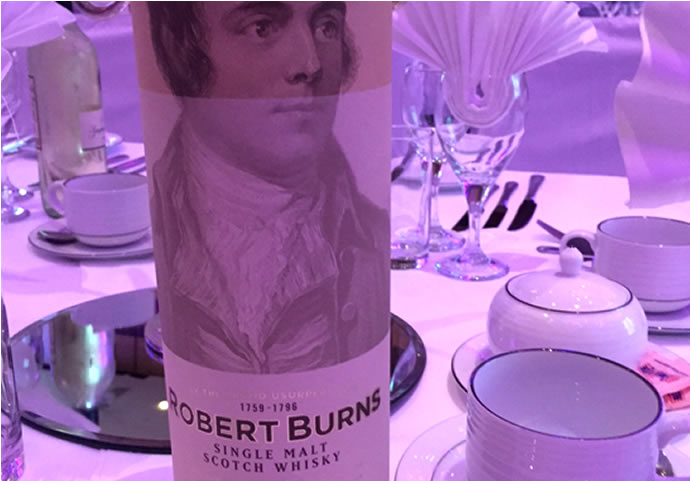 1759-1796
ROBERT BURNS
SINGLE MALT
SCOTCH WHISKY